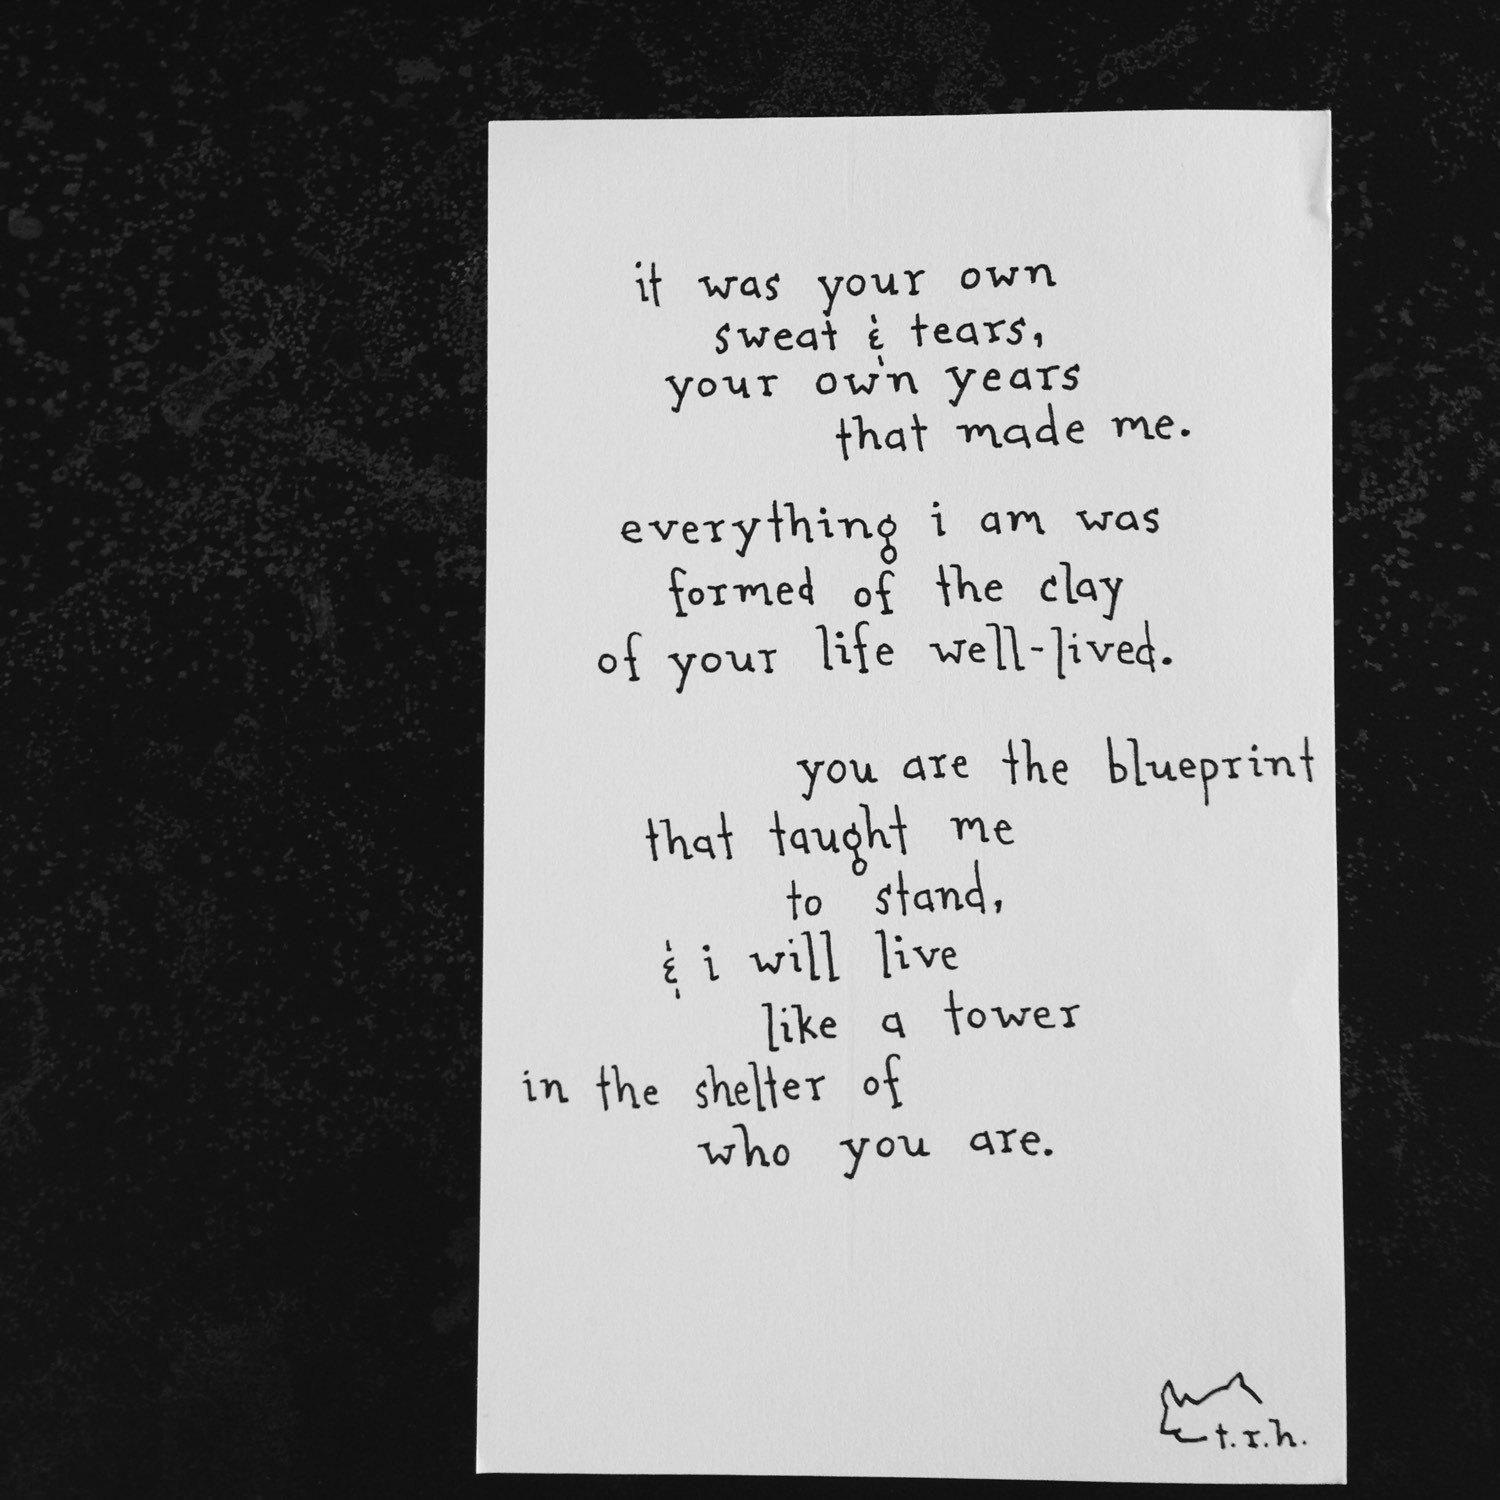 it was your own
sweat & tears,
your own years
that made me.
everything i am was
formed of the clay
of your life well-lived.
you are the blueprint
that taught me
to stand,
& i will live
like a tower
in the shelter of
who you are.
t.r.h.